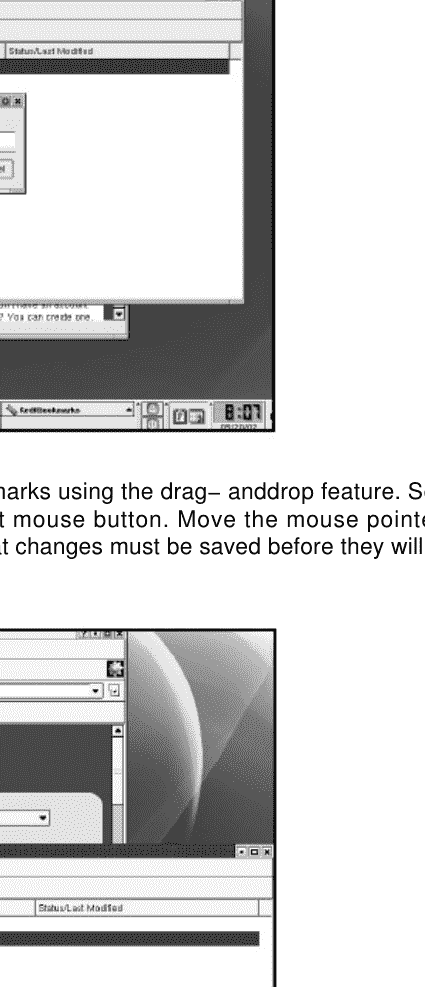 Status/Last Modified
? You can create one.
8:07
marks using the drag− anddrop feature. S
t mouse button. Move the mouse pointe
at changes must be saved before they will
Status/Last Modified